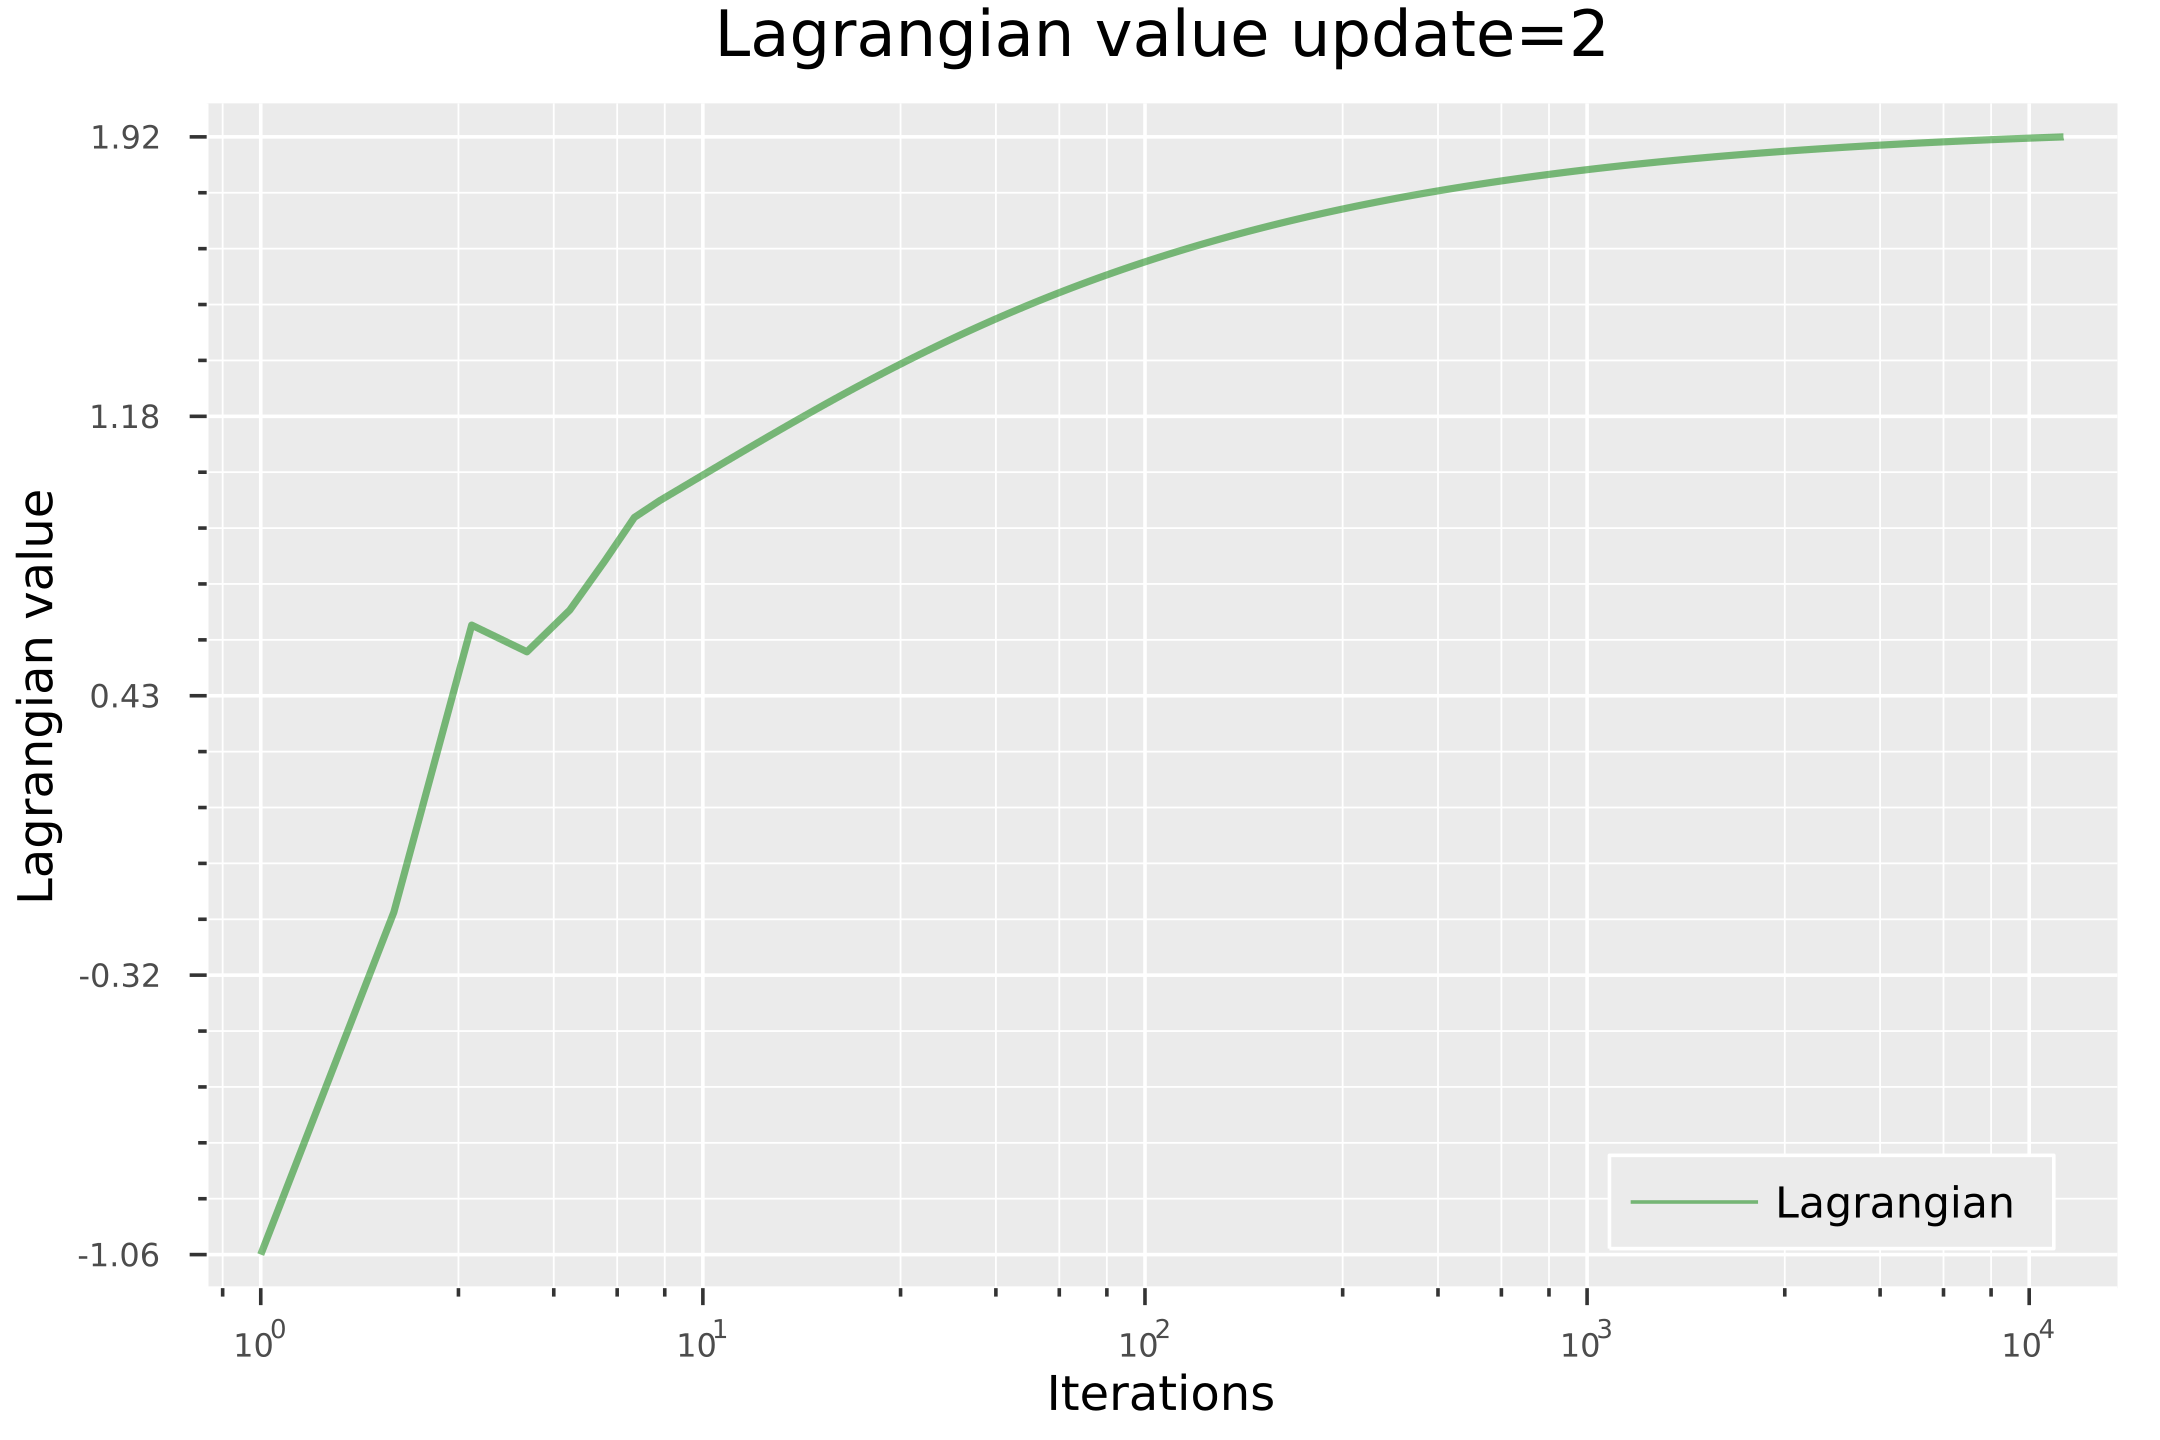 Lagrangian value update=2
1.92
1.18
0.43
-0.32
-1.06
Lagrangian value
Lagrangian
10^0 10^1 10^2 10^3 10^4
Iterations